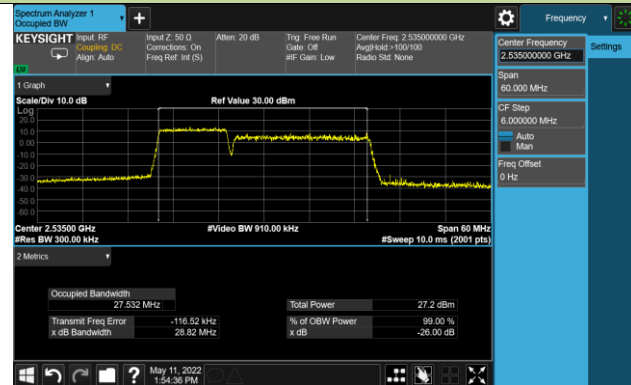 Spectrum Analyzer 1
Occupied BW
Frequency
KEYSIGHT
Input: RF
Coupling: DC
Align: Auto
Input Z: 50 Ω
Corrections: On
Freq Ref: Int (S)
Atten: 20 dB
Trig: Free Run
Gate: Off
#IF Gain: Low
Center Freq: 2.535000000 GHz
Avg|Hold:>100/100
Radio Std: None
LXI
Center Frequency
2.535000000 GHz
Settings
Span
60.000 MHz
CF Step
6.000000 MHz
Auto
Man
Freq Offset
0 Hz
1 Graph
Scale/Div 10.0 dB
Ref Value 30.00 dBm
Log
20.0
10.0
0.00
-10.0
-20.0
-30.0
-40.0
-50.0
-60.0
Center 2.53500 GHz
#Video BW 910.00 kHz
Span 60 MHz
#Res BW 300.00 kHz
#Sweep 10.0 ms (2001 pts)
2 Metrics
Occupied Bandwidth
27.532 MHz
Total Power
27.2 dBm
Transmit Freq Error
-116.52 kHz
% of OBW Power
99.00 %
x dB Bandwidth
28.82 MHz
x dB
-26.00 dB
?
May 11, 2022
1:54:36 PM